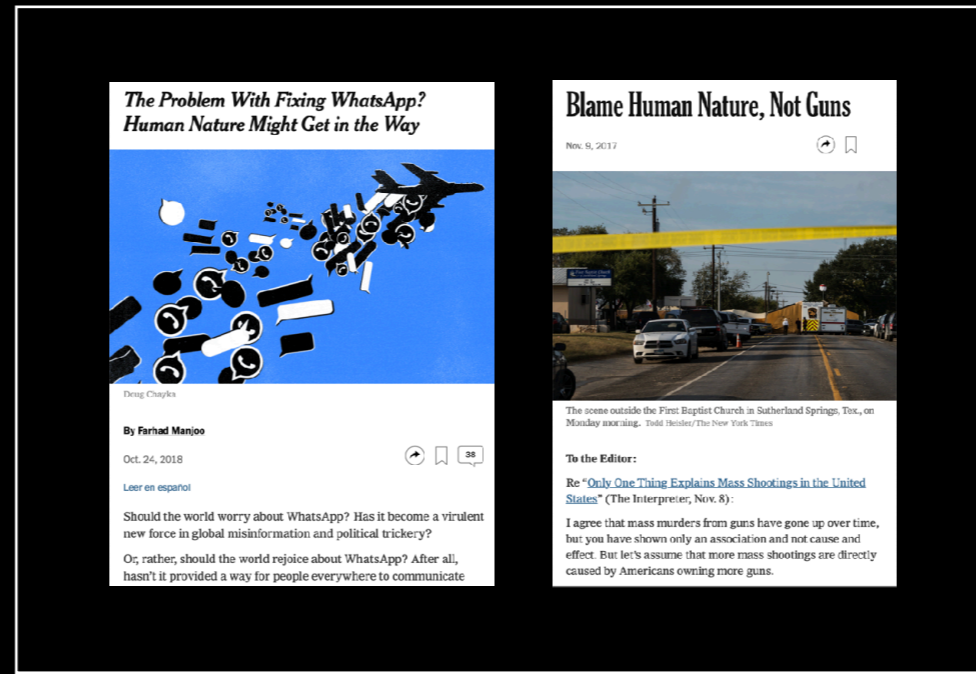 The Problem With Fixing WhatsApp?
Human Nature Might Get in the Way
Doug Chayka
By Farhad Manjoo
Oct. 24, 2018
38
Leer en español
Should the world worry about WhatsApp? Has it become a virulent
new force in global misinformation and political trickery?
Or, rather, should the world rejoice about WhatsApp? After all,
hasn't it provided a way for people everywhere to communicate
Blame Human Nature, Not Guns
Nov. 9, 2017
The scene outside the First Baptist Church in Sutherland Springs, Tex., on
Monday morning. Todd Heisler/The New York Times
To the Editor:
Re “Only One Thing Explains Mass Shootings in the United
States” (The Interpreter, Nov. 8):
I agree that mass murders from guns have gone up over time,
but you have shown only an association and not cause and
effect. But let's assume that more mass shootings are directly
caused by Americans owning more guns.